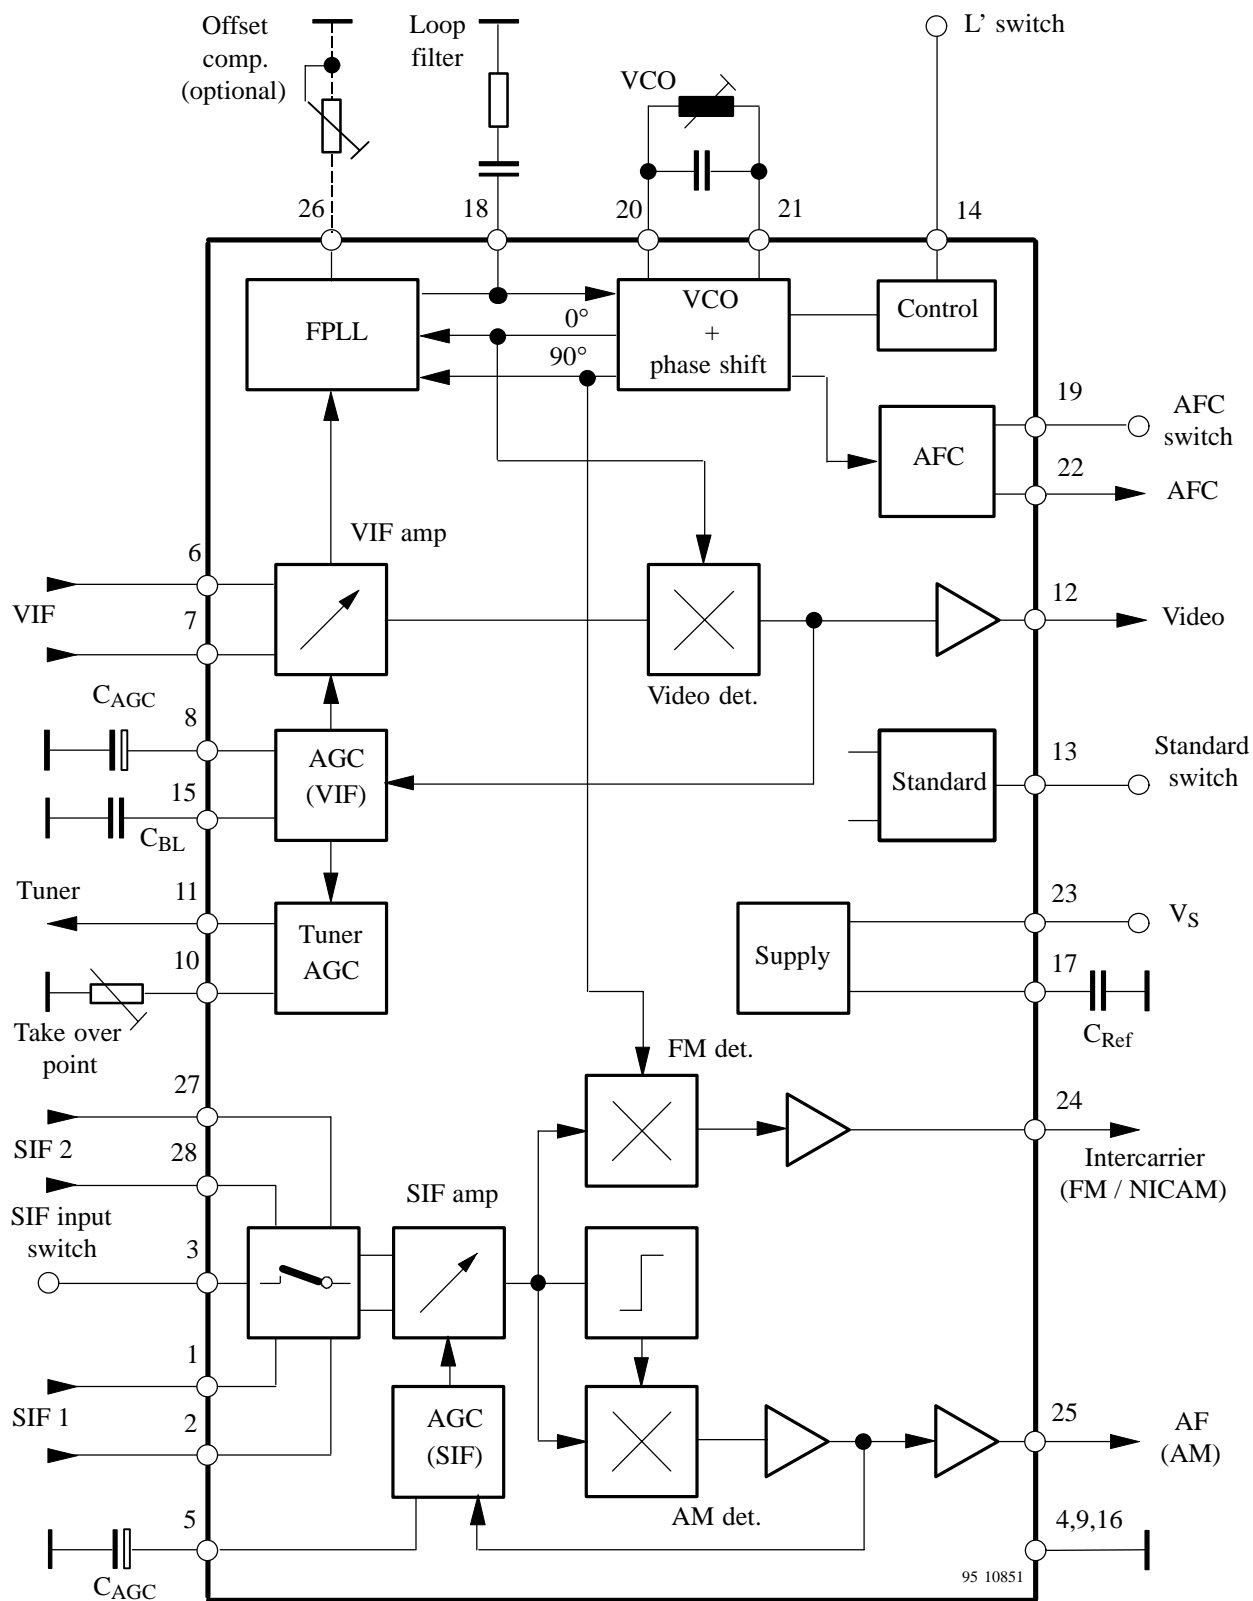 Offset
comp.
(optional)
Loop
filter
VCO
L' switch
26
18
20
21
14
FPLL
0°
90°
VCO
+
phase shift
Control
19
AFC
switch
AFC
22
AFC
VIF amp
6
VIF
7
12
Video
Video det.
CAGC
8
AGC
(VIF)
15
CBL
13
Standard
switch
Standard
Tuner
11
Tuner
AGC
10
Take over
point
23
VS
Supply
17
CRef
FM det.
27
SIF 2
28
24
Intercarrier
(FM / NICAM)
SIF amp
SIF input
switch
3
1
SIF 1
2
AGC
(SIF)
25
AF
(AM)
AM det.
5
CAGC
4,9,16
95 10851